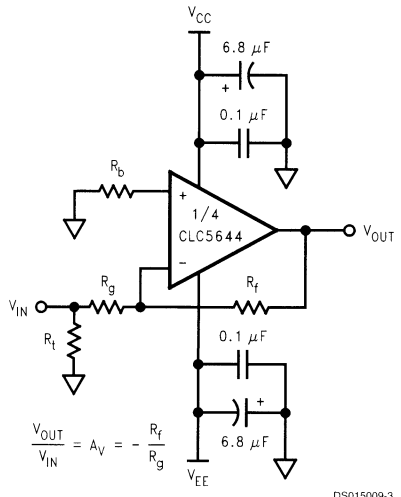 V_CC
6.8 μF
+
0.1 μF
R_b
+
1/4
CLC5644
V_OUT
-
R_g
R_f
V_IN
R_t
0.1 μF
+
6.8 μF
V_OUT / V_IN = A_V = - R_f / R_g
V_EE
DS015009-3